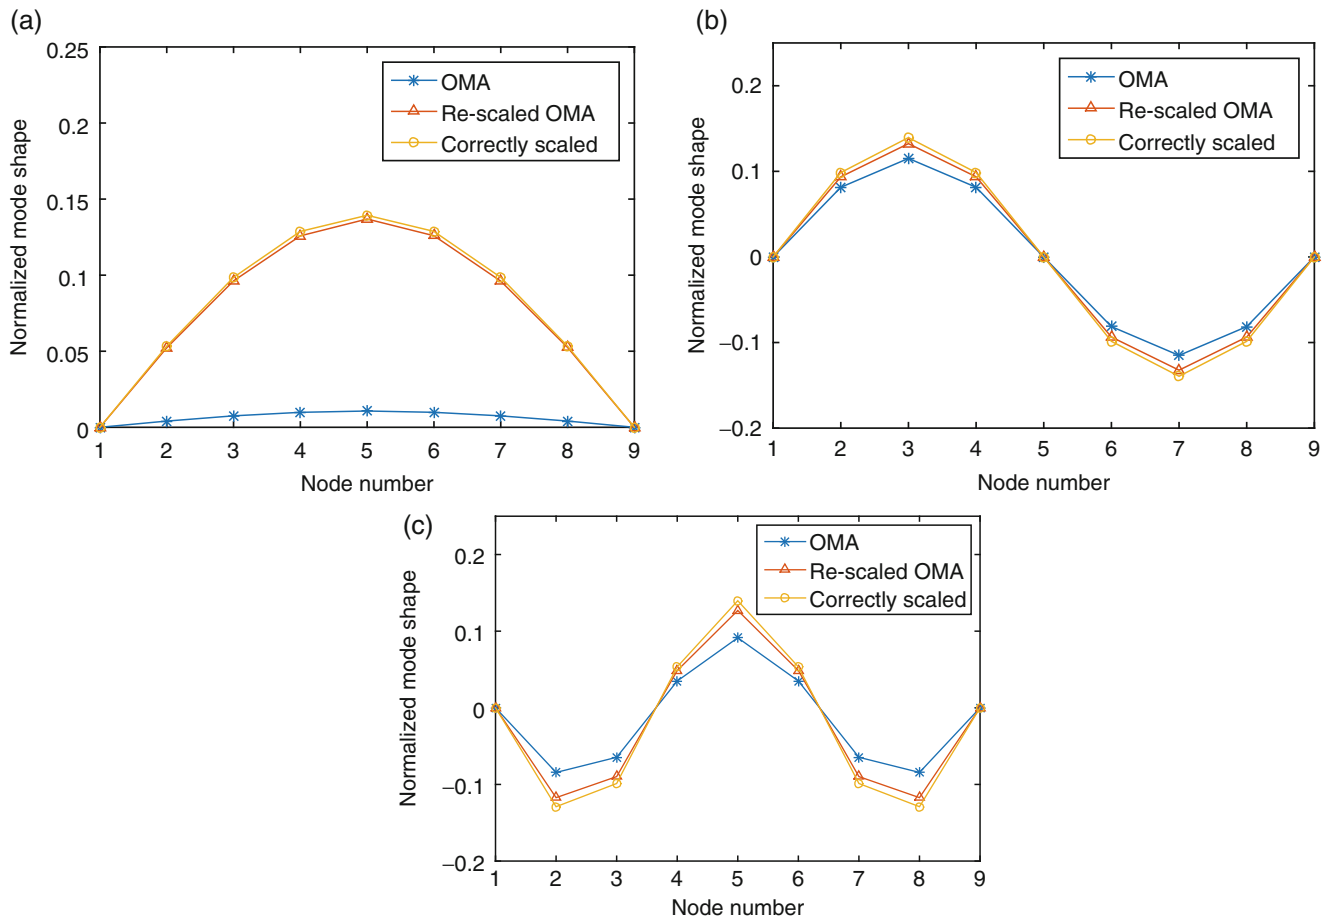 (a)
0.25
0.2
0.15
0.1
0.05
0
Normalized mode shape
OMA
Re-scaled OMA
Correctly scaled
1 2 3 4 5 6 7 8 9
Node number
(b)
0.2
0.1
0
−0.1
−0.2
Normalized mode shape
OMA
Re-scaled OMA
Correctly scaled
1 2 3 4 5 6 7 8 9
Node number
(c)
0.2
0.1
0
−0.1
−0.2
Normalized mode shape
OMA
Re-scaled OMA
Correctly scaled
1 2 3 4 5 6 7 8 9
Node number